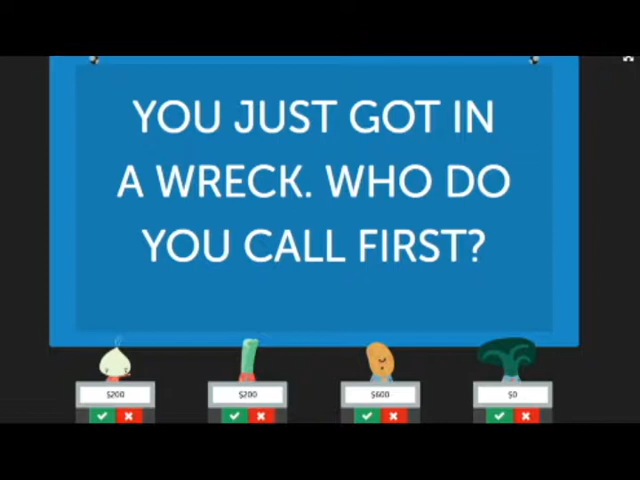 YOU JUST GOT IN
A WRECK. WHO DO
YOU CALL FIRST?
$200 $200 $600 $0